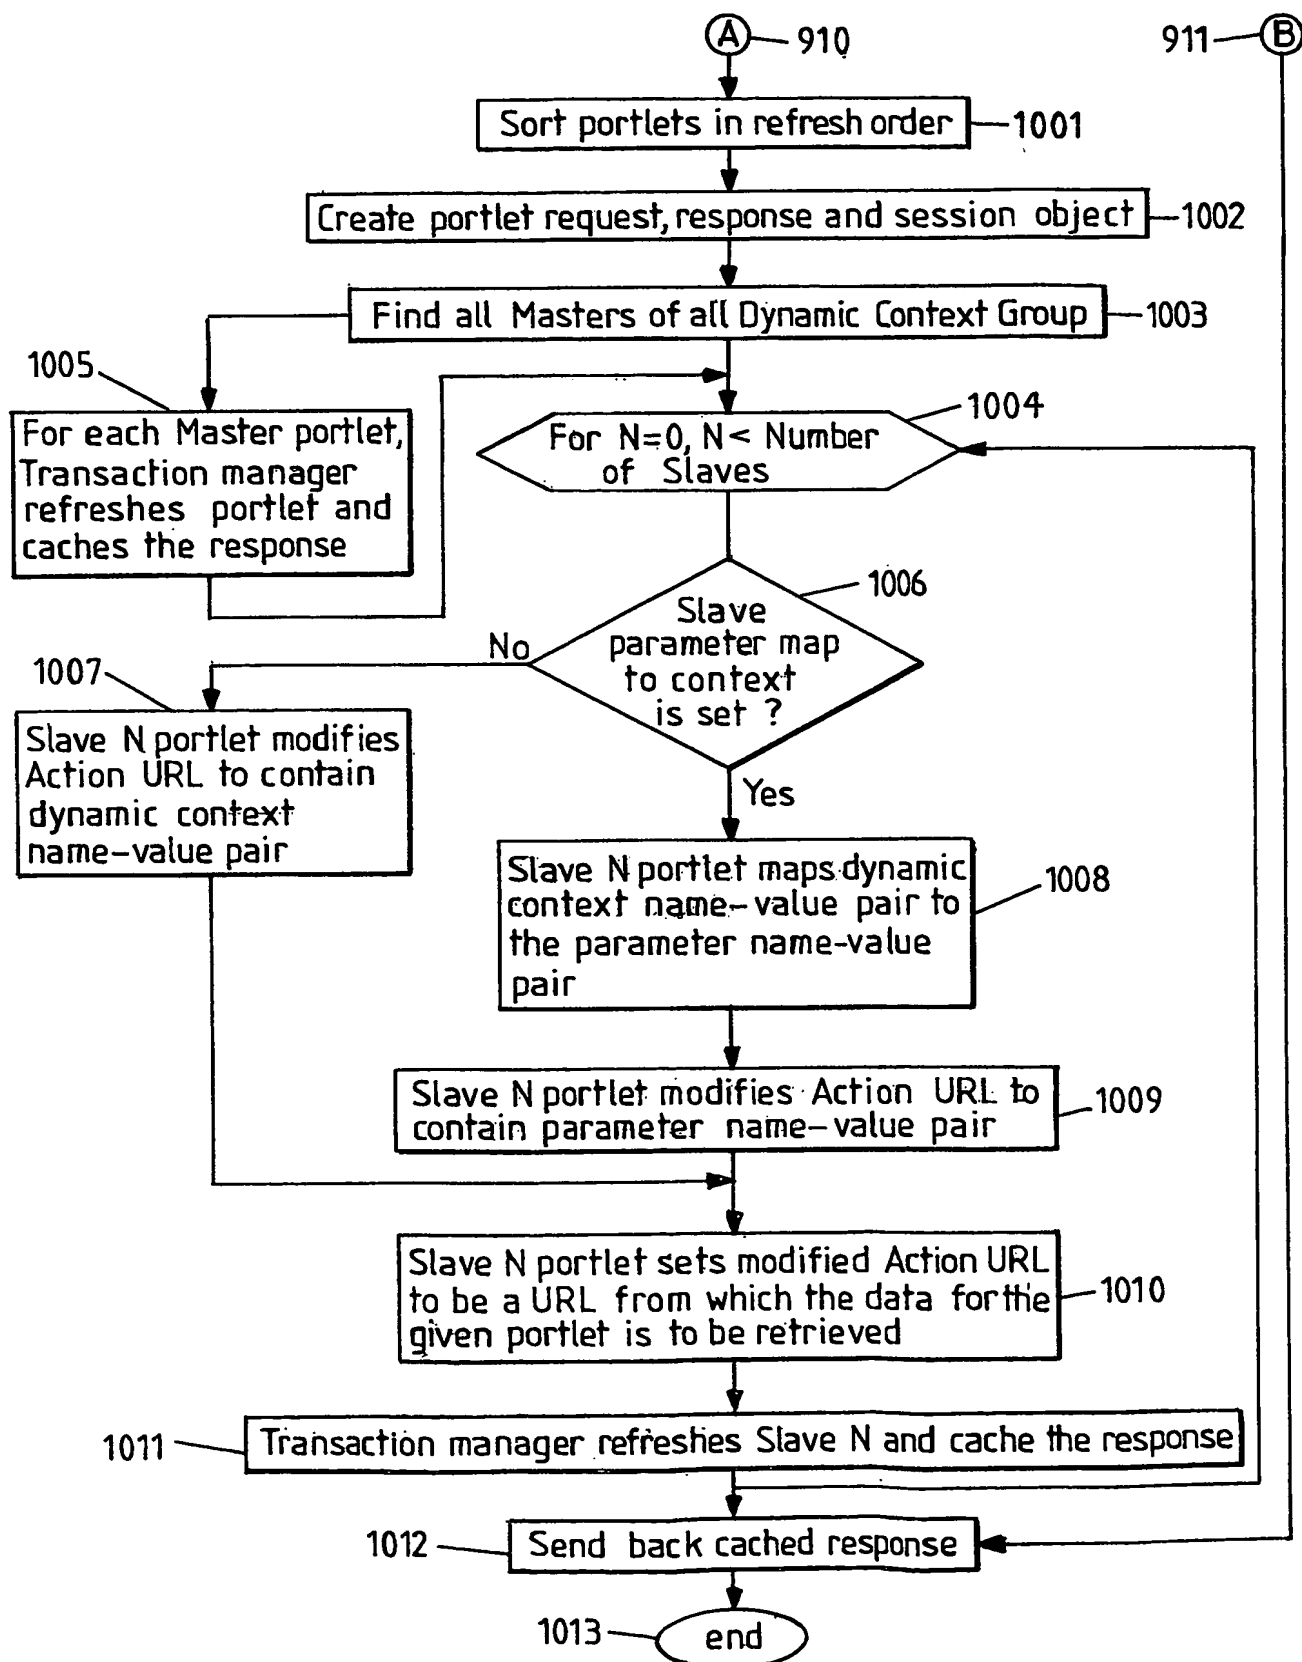 A
910
911
B
Sort portlets in refresh order
1001
Create portlet request, response and session object
1002
Find all Masters of all Dynamic Context Group
1003
1005
For each Master portlet,
Transaction manager
refreshes portlet and
caches the response
1004
For N=0, N < Number
of Slaves
1006
Slave
parameter map
to context
is set ?
No
Yes
1007
Slave N portlet modifies
Action URL to contain
dynamic context
name-value pair
Slave N portlet maps dynamic
context name-value pair to
the parameter name-value
pair
1008
Slave N portlet modifies Action URL to
contain parameter name-value pair
1009
Slave N portlet sets modified Action URL
to be a URL from which the data for the
given portlet is to be retrieved
1010
1011
Transaction manager refreshes Slave N and cache the response
1012
Send back cached response
1013
end